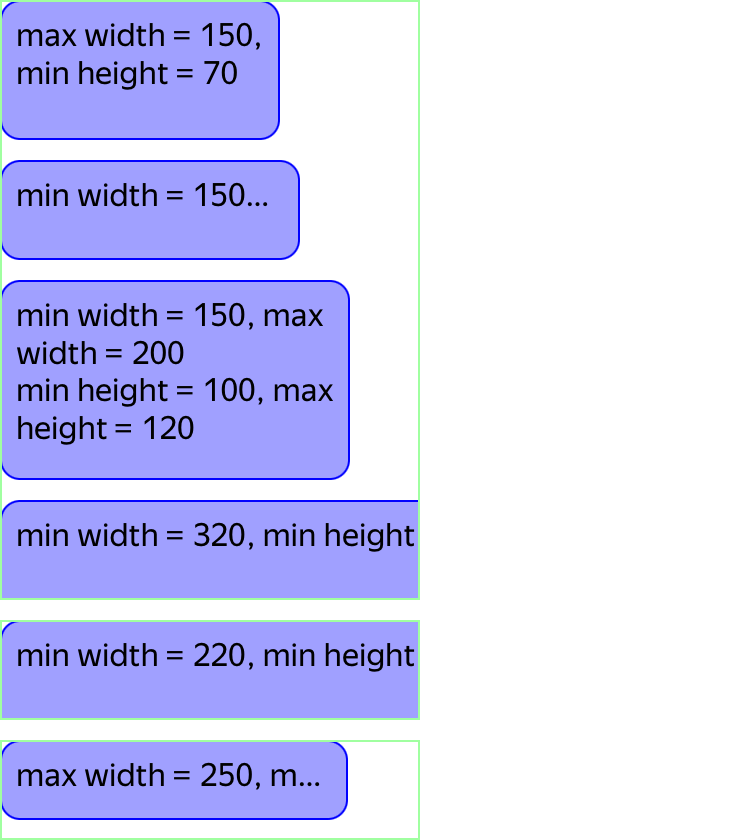 max width = 150,
min height = 70
min width = 150...
min width = 150, max
width = 200
min height = 100, max
height = 120
min width = 320, min height
min width = 220, min height
max width = 250, m...